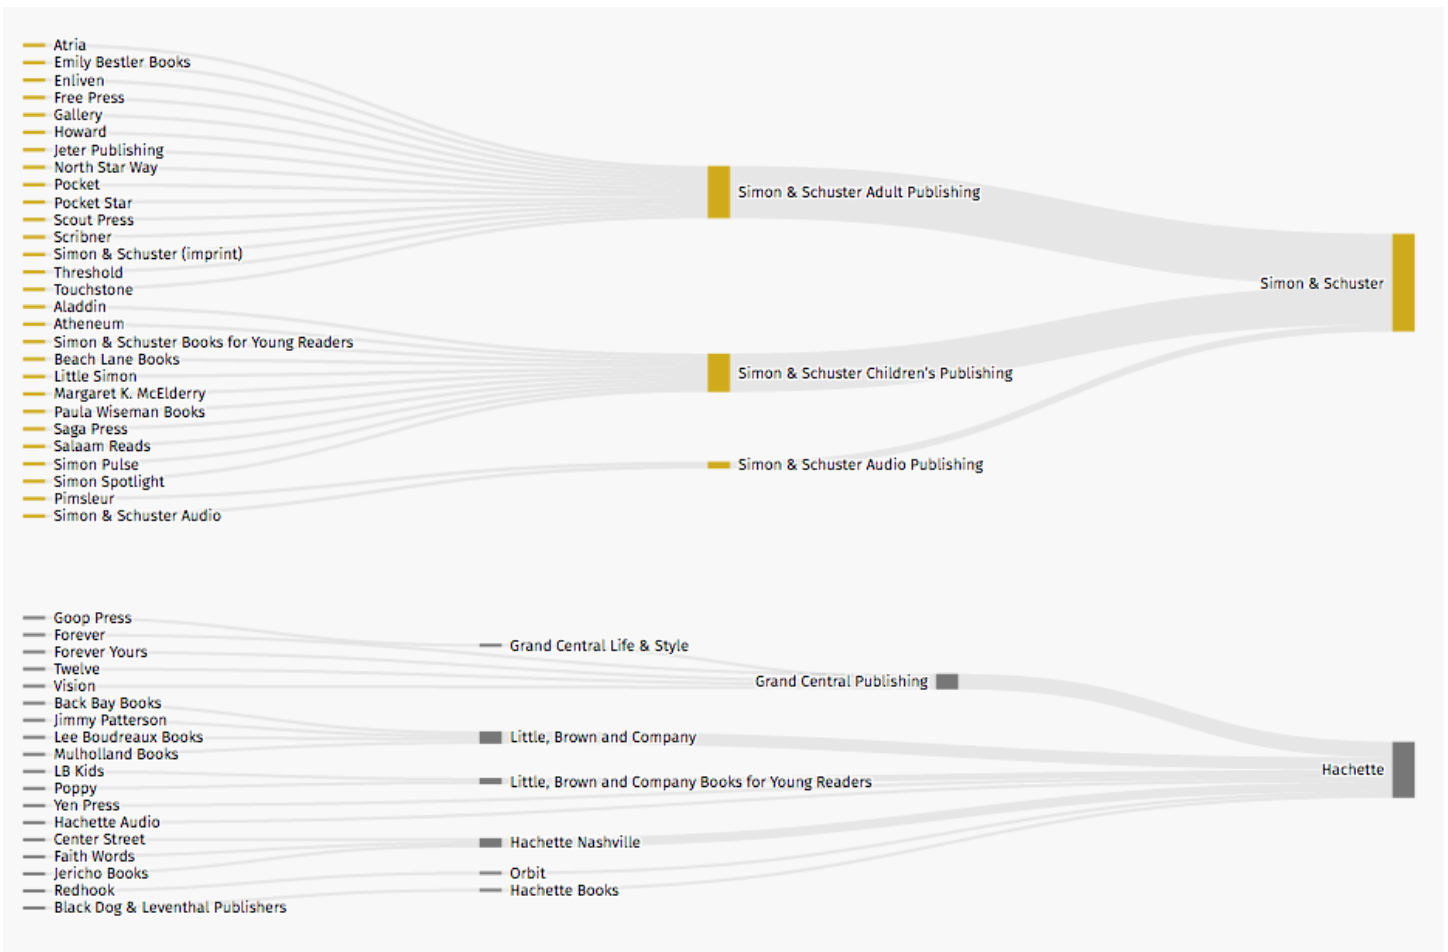 Atria
Emily Bestler Books
Enliven
Free Press
Gallery
Howard
Jeter Publishing
North Star Way
Pocket
Pocket Star
Scout Press
Scribner
Simon & Schuster (imprint)
Threshold
Touchstone
Aladdin
Atheneum
Simon & Schuster Books for Young Readers
Beach Lane Books
Little Simon
Margaret K. McElderry
Paula Wiseman Books
Saga Press
Salaam Reads
Simon Pulse
Simon Spotlight
Pimsleur
Simon & Schuster Audio
Simon & Schuster Adult Publishing
Simon & Schuster Children's Publishing
Simon & Schuster Audio Publishing
Simon & Schuster
Goop Press
Forever
Forever Yours
Twelve
Vision
Back Bay Books
Jimmy Patterson
Lee Boudreaux Books
Mulholland Books
LB Kids
Poppy
Yen Press
Hachette Audio
Center Street
Faith Words
Jericho Books
Redhook
Black Dog & Leventhal Publishers
Grand Central Life & Style
Grand Central Publishing
Little, Brown and Company
Little, Brown and Company Books for Young Readers
Hachette Nashville
Orbit
Hachette Books
Hachette